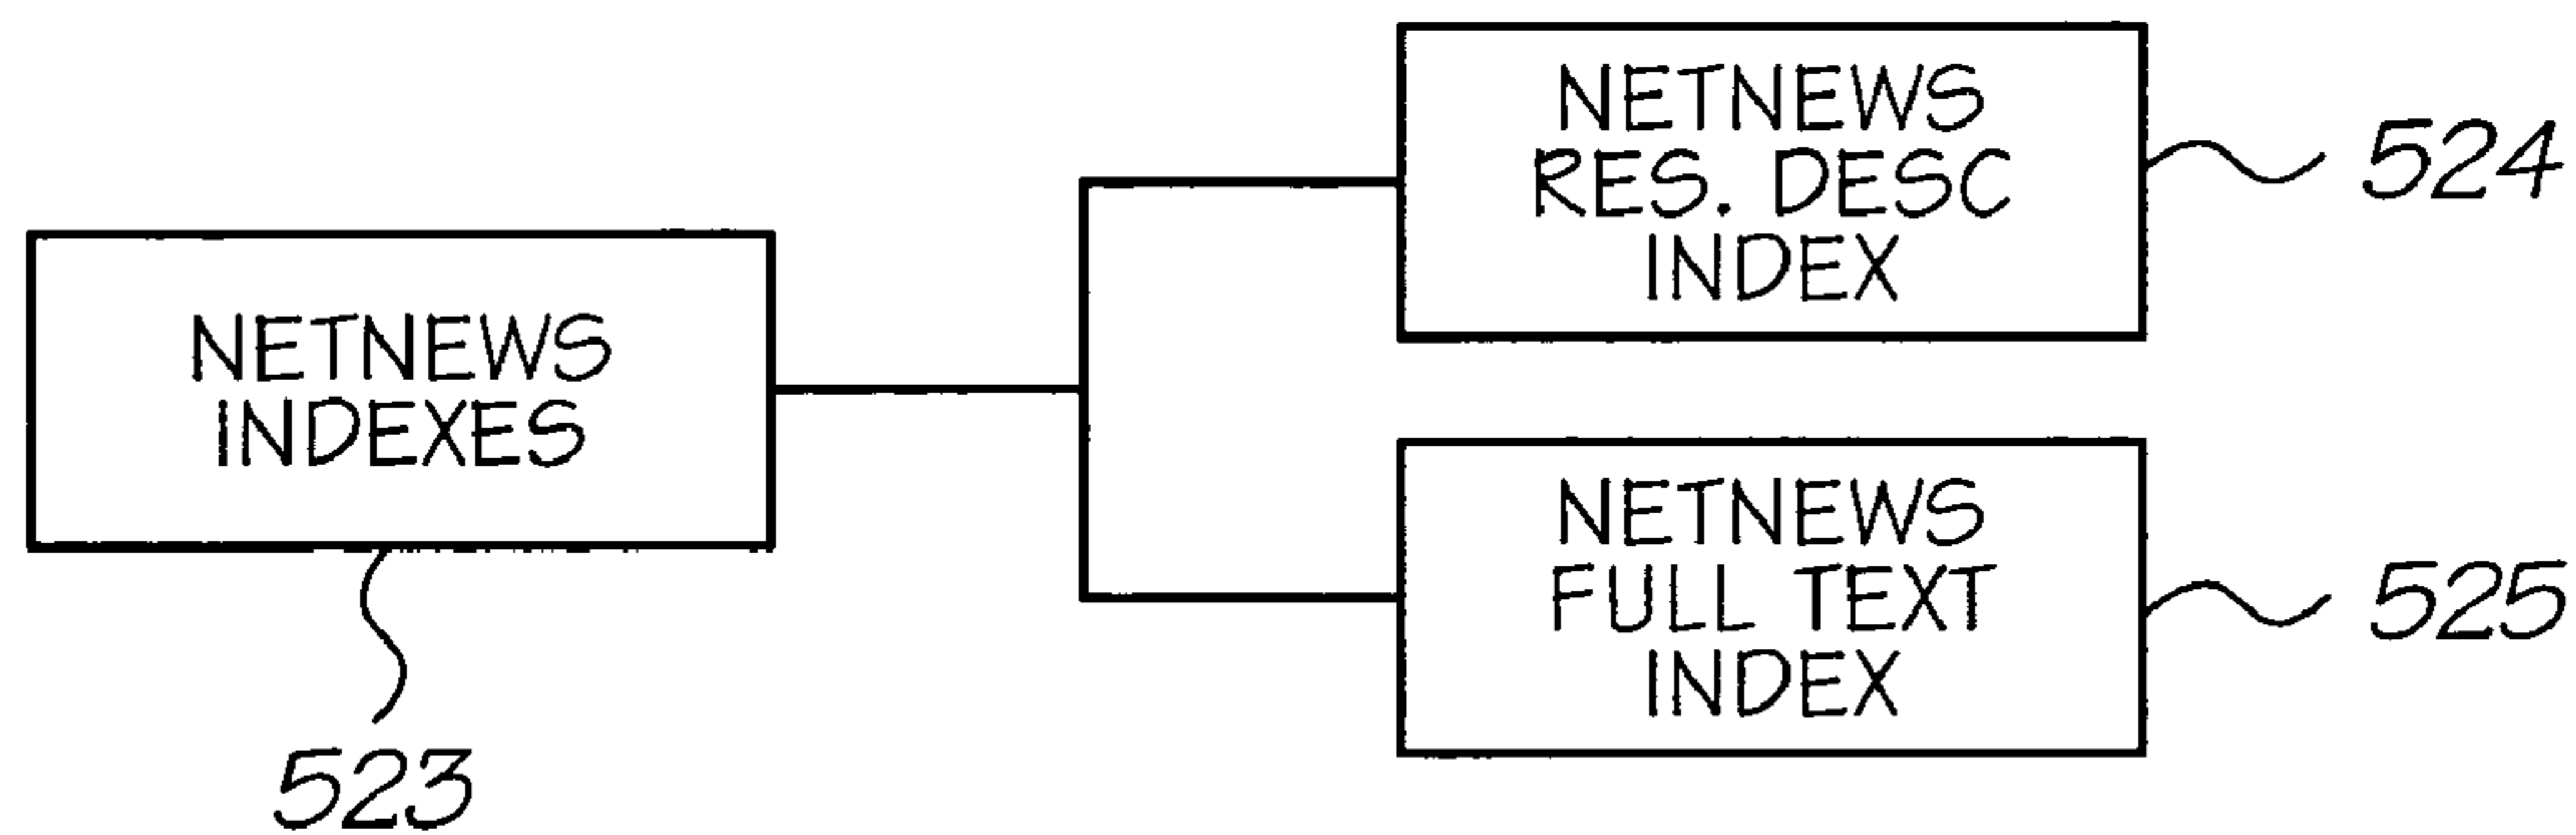 NETNEWS
INDEXES
523
NETNEWS
RES. DESC
INDEX
524
NETNEWS
FULL TEXT
INDEX
525